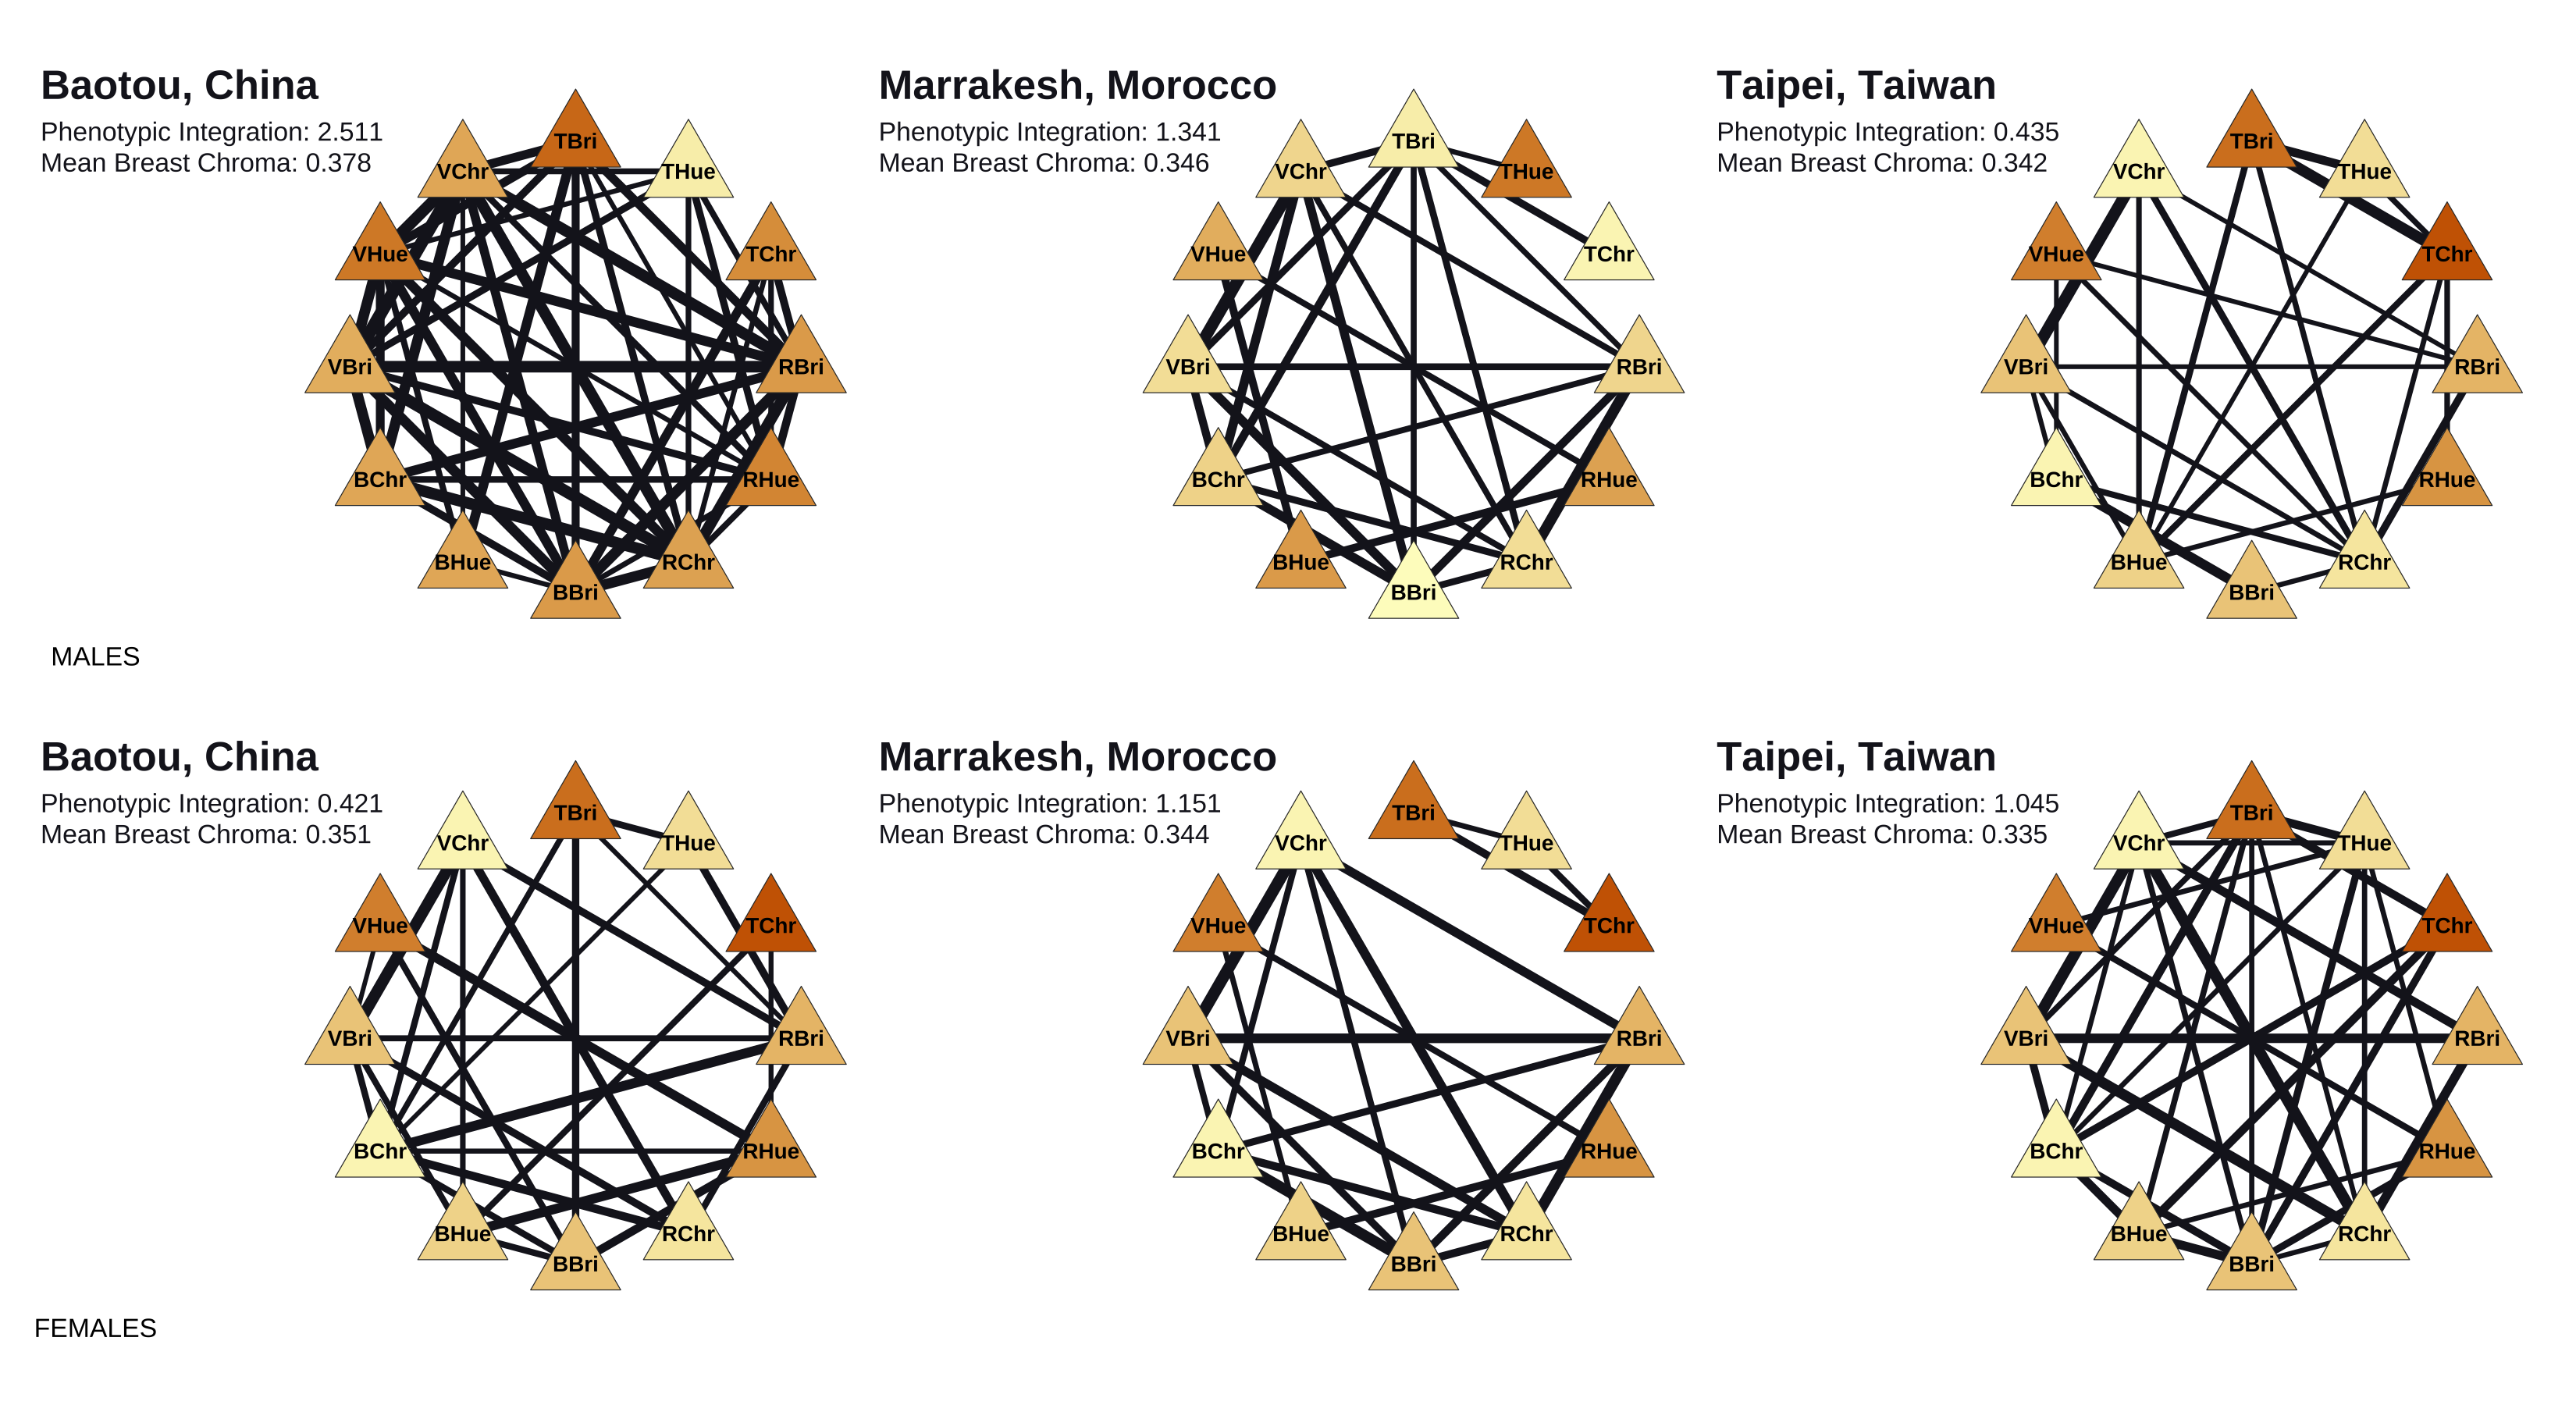 Baotou, China
Phenotypic Integration: 2.511
Mean Breast Chroma: 0.378
TBri
THue
TChr
RBri
RHue
RChr
BBri
BHue
BChr
VBri
VHue
VChr
Marrakesh, Morocco
Phenotypic Integration: 1.341
Mean Breast Chroma: 0.346
TBri
THue
TChr
RBri
RHue
RChr
BBri
BHue
BChr
VBri
VHue
VChr
Taipei, Taiwan
Phenotypic Integration: 0.435
Mean Breast Chroma: 0.342
TBri
THue
TChr
RBri
RHue
RChr
BBri
BHue
BChr
VBri
VHue
VChr
MALES
Baotou, China
Phenotypic Integration: 0.421
Mean Breast Chroma: 0.351
TBri
THue
TChr
RBri
RHue
RChr
BBri
BHue
BChr
VBri
VHue
VChr
Marrakesh, Morocco
Phenotypic Integration: 1.151
Mean Breast Chroma: 0.344
TBri
THue
TChr
RBri
RHue
RChr
BBri
BHue
BChr
VBri
VHue
VChr
Taipei, Taiwan
Phenotypic Integration: 1.045
Mean Breast Chroma: 0.335
TBri
THue
TChr
RBri
RHue
RChr
BBri
BHue
BChr
VBri
VHue
VChr
FEMALES